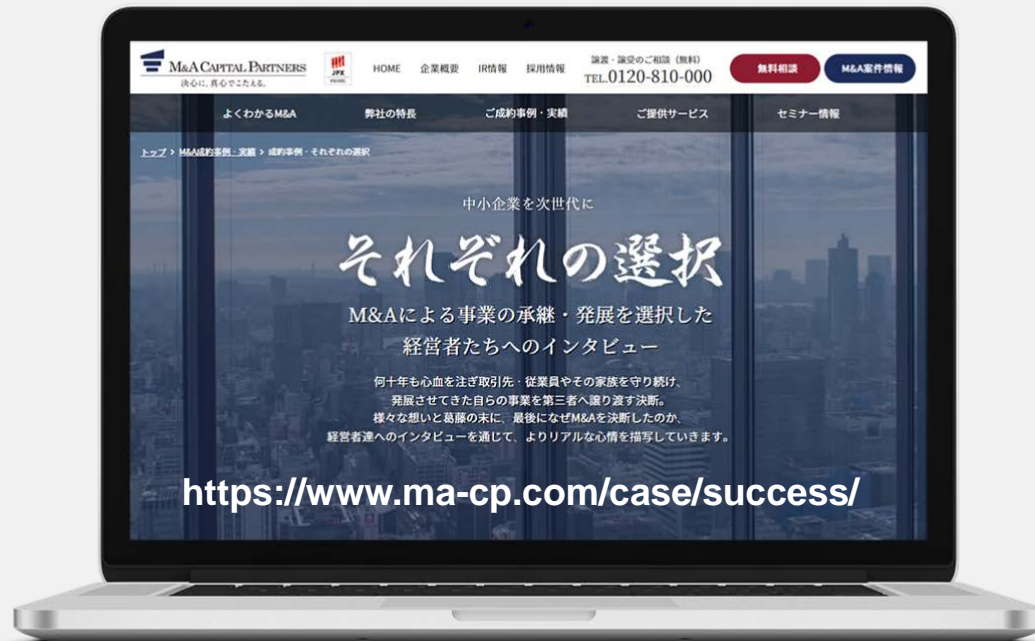 M&A CAPITAL PARTNERS
決心に、真心でこたえる。
JPX
PRIME
HOME 企業概要 IR情報 採用情報
譲渡・譲受のご相談（無料）
TEL.0120-810-000
無料相談
M&A案件情報
よくわかるM&A 弊社の特長 ご成約事例・実績 ご提供サービス セミナー情報
トップ > M&A成約事例・実績 > 成約事例・それぞれの選択
中小企業を次世代に
それぞれの選択
M&Aによる事業の承継・発展を選択した
経営者たちへのインタビュー
何十年も心血を注ぎ取引先・従業員やその家族を守り続け、
発展させてきた自らの事業を第三者へ譲り渡す決断。
様々な想いと葛藤の末に、最後になぜM&Aを決断したのか、
経営者達へのインタビューを通じて、よりリアルな心情を描写していきます。
https://www.ma-cp.com/case/success/